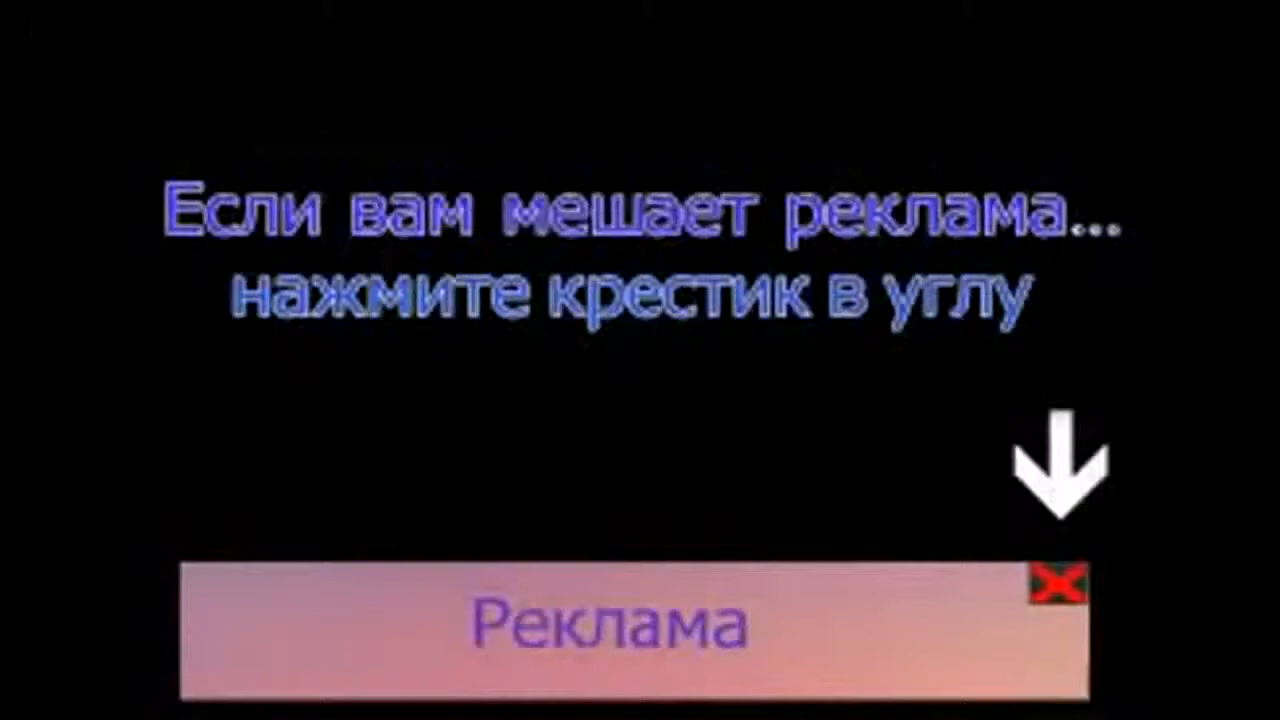 Если вам мешает реклама...
нажмите крестик в углу
Реклама